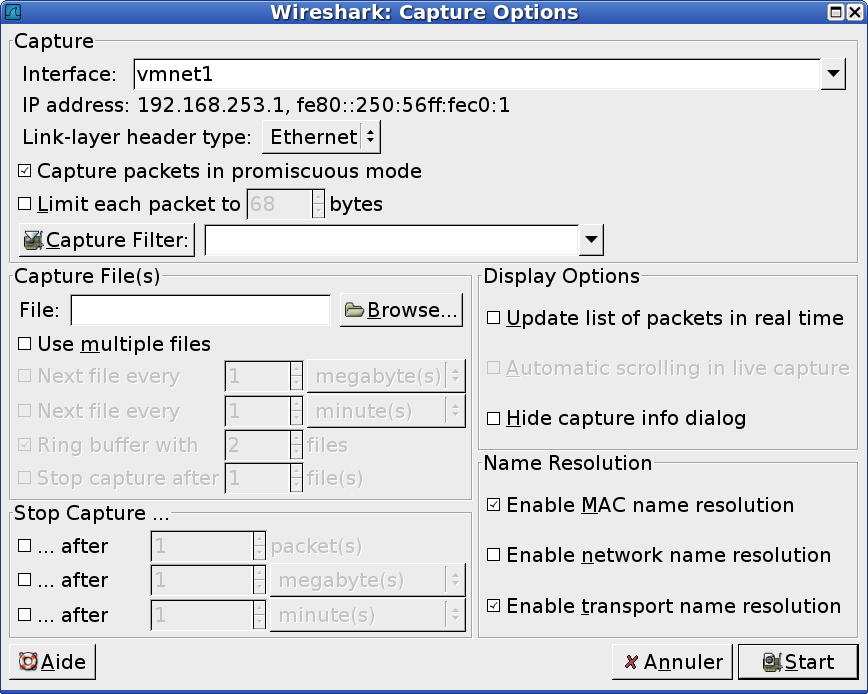 Wireshark: Capture Options
Capture
Interface: vmnet1
IP address: 192.168.253.1, fe80::250:56ff:fec0:1
Link-layer header type: Ethernet
Capture packets in promiscuous mode
Limit each packet to 68 bytes
Capture Filter:
Capture File(s)
File: Browse...
Use multiple files
Next file every 1 megabyte(s)
Next file every 1 minute(s)
Ring buffer with 2 files
Stop capture after 1 file(s)
Stop Capture ...
... after 1 packet(s)
... after 1 megabyte(s)
... after 1 minute(s)
Display Options
Update list of packets in real time
Automatic scrolling in live capture
Hide capture info dialog
Name Resolution
Enable MAC name resolution
Enable network name resolution
Enable transport name resolution
Aide Annuler Start